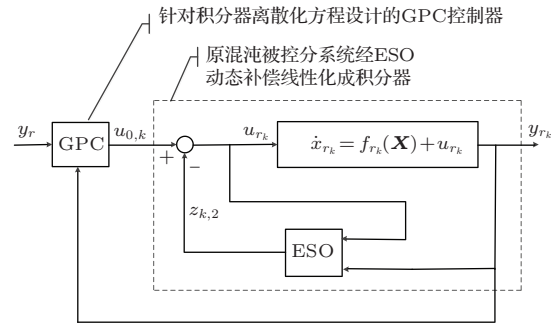 针对积分器离散化方程设计的GPC控制器
原混沌被控分系统经ESO
动态补偿线性化成积分器
y_r
GPC
u_{0,k}
+
−
u_{r_k}
ẋ_{r_k} = f_{r_k}(X) + u_{r_k}
y_{r_k}
z_{k,2}
ESO